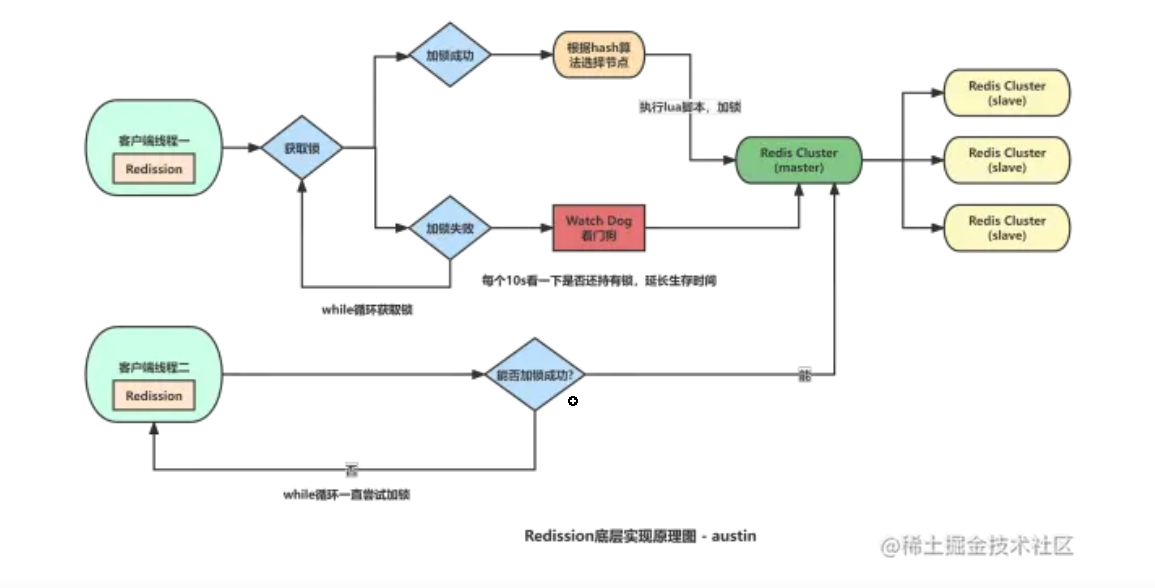 加锁成功
根据hash算
法选择节点
执行lua脚本，加锁
Redis Cluster
(slave)
客户端线程一
Redission
获取锁
Redis Cluster
(master)
Redis Cluster
(slave)
加锁失败
Watch Dog
看门狗
Redis Cluster
(slave)
每个10s看一下是否还持有锁，延长生存时间
while循环获取锁
客户端线程二
Redission
能否加锁成功?
能
否
while循环一直尝试加锁
Redission底层实现原理图 - austin
@稀土掘金技术社区